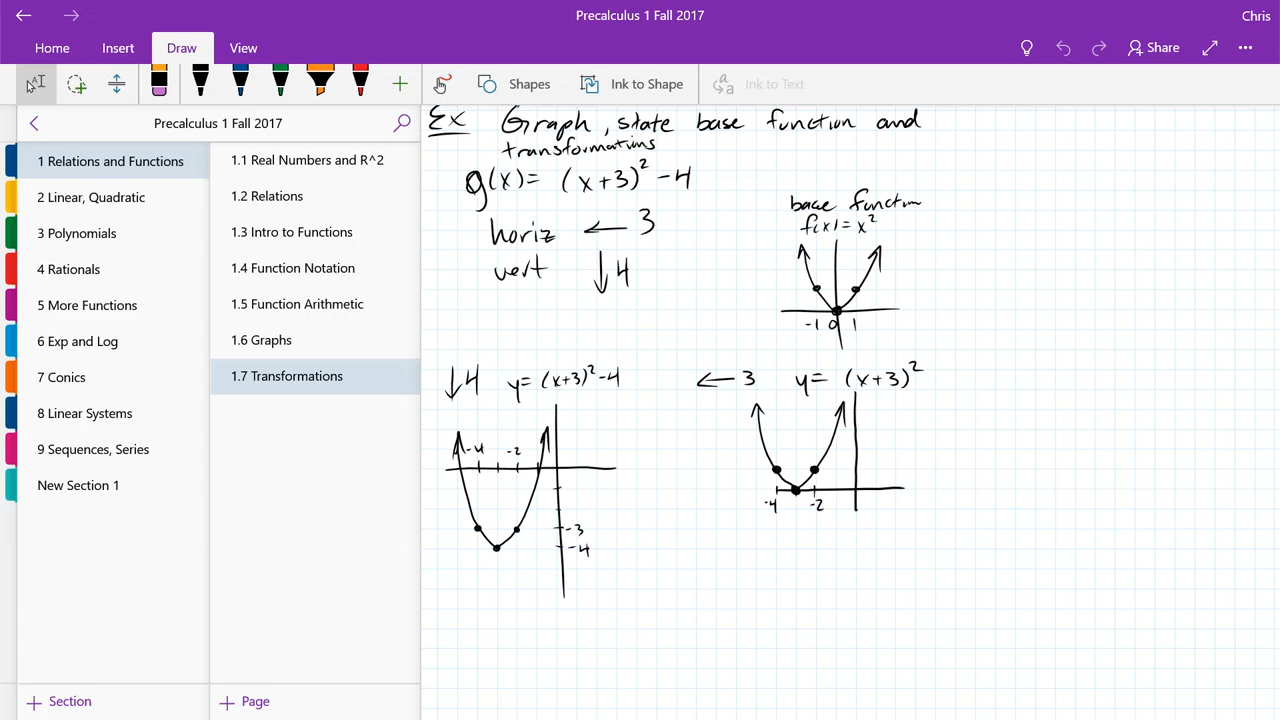 Precalculus 1 Fall 2017
Chris
Home Insert Draw View
Share
Shapes Ink to Shape Ink to Text
Precalculus 1 Fall 2017
1 Relations and Functions
2 Linear, Quadratic
3 Polynomials
4 Rationals
5 More Functions
6 Exp and Log
7 Conics
8 Linear Systems
9 Sequences, Series
New Section 1
+ Section
1.1 Real Numbers and R^2
1.2 Relations
1.3 Intro to Functions
1.4 Function Notation
1.5 Function Arithmetic
1.6 Graphs
1.7 Transformations
+ Page
Ex Graph, state base function and
transformations
g(x) = (x+3)² - 4
horiz ← 3
vert ↓ 4
base function
f(x) = x²
-1 0 1
↓4 y = (x+3)² - 4
-4 -2
-3
-4
← 3 y = (x+3)²
-4 -2